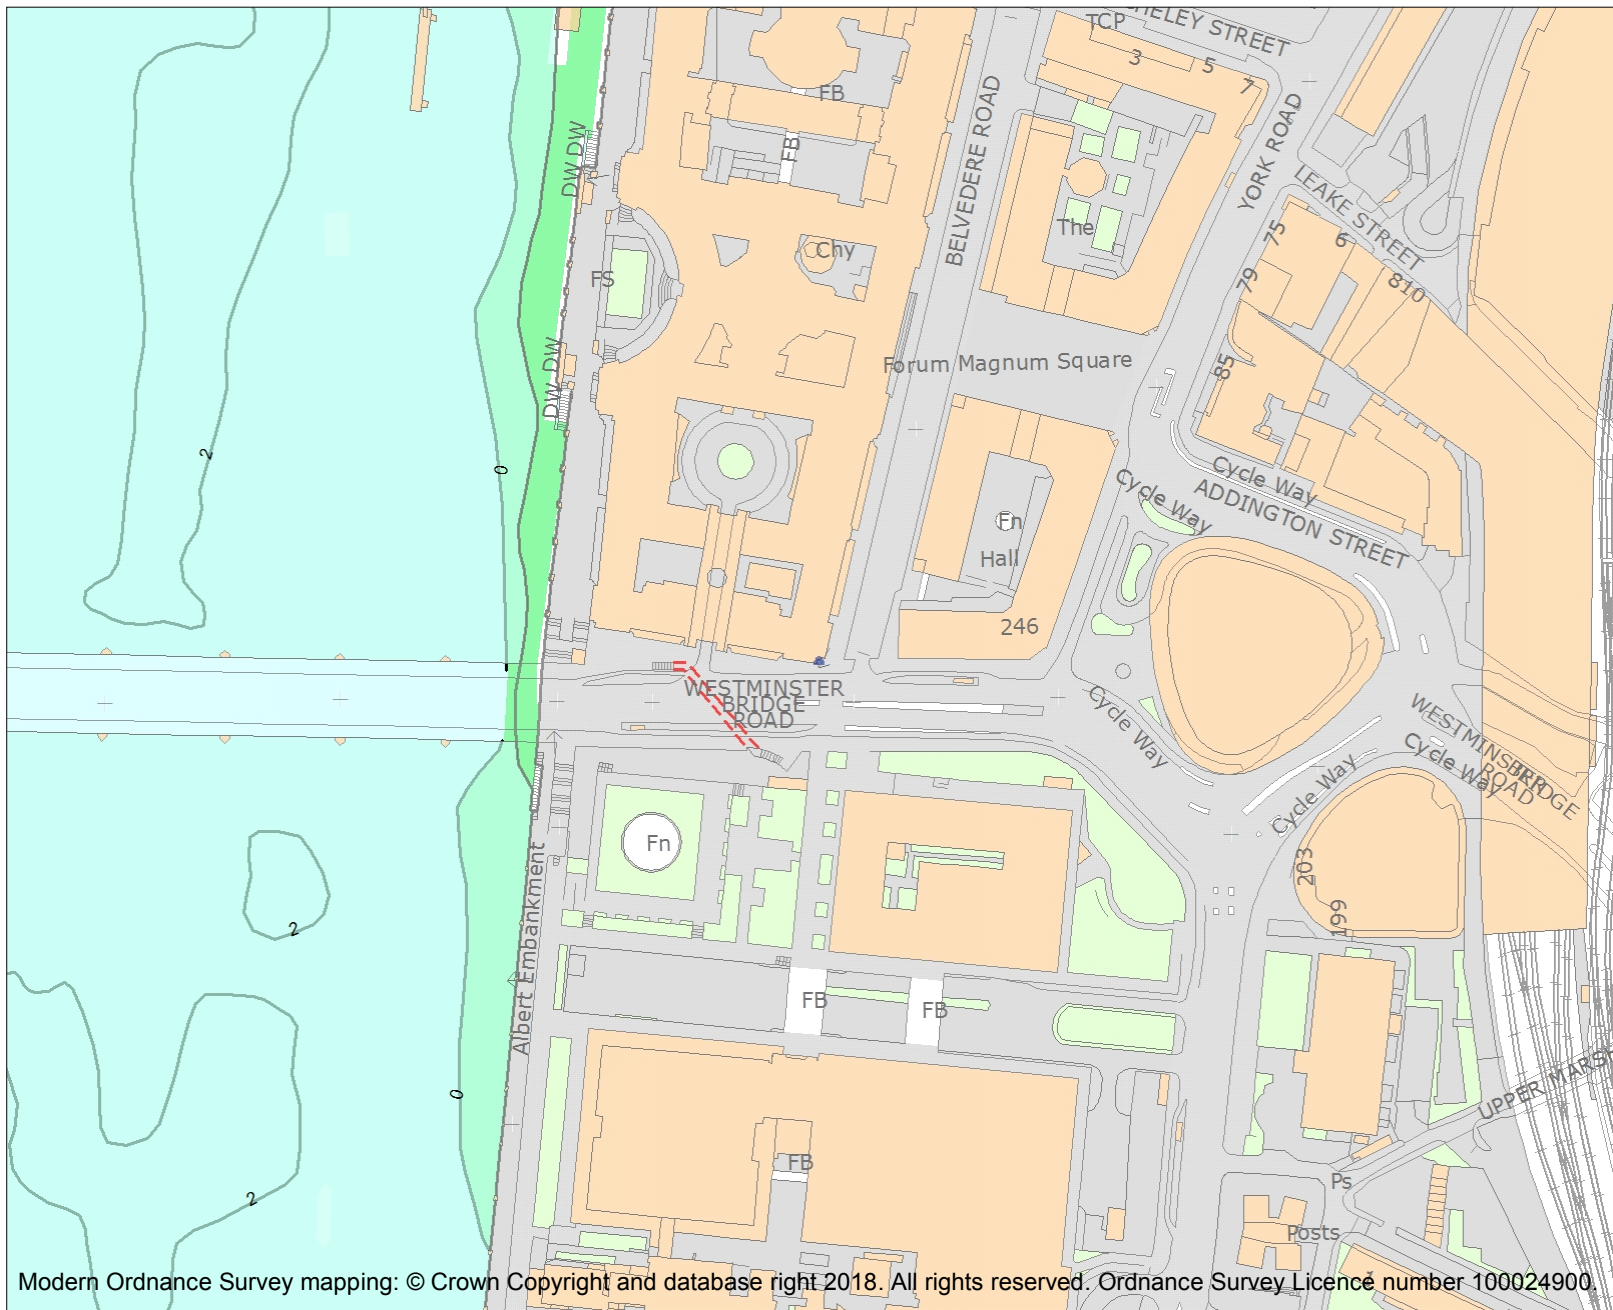 TCP
HELEY STREET
3
5
7
FB
FB
BELVEDERE ROAD
YORK ROAD
DW DW
LEAKE STREET
The
75
6
79
810
Chy
FS
Forum Magnum Square
85
DW DW
2
0
Cycle Way
Cycle Way
ADDINGTON STREET
Fn
Hall
246
WESTMINSTER
BRIDGE
ROAD
Cycle Way
WESTMINSTER
BRIDGE
ROAD
Cycle Way
Cycle Way
Fn
203
199
2
Albert Embankment
FB
FB
0
UPPER MARSH
FB
Ps
2
Posts
Modern Ordnance Survey mapping: © Crown Copyright and database right 2018. All rights reserved. Ordnance Survey Licence number 100024900.